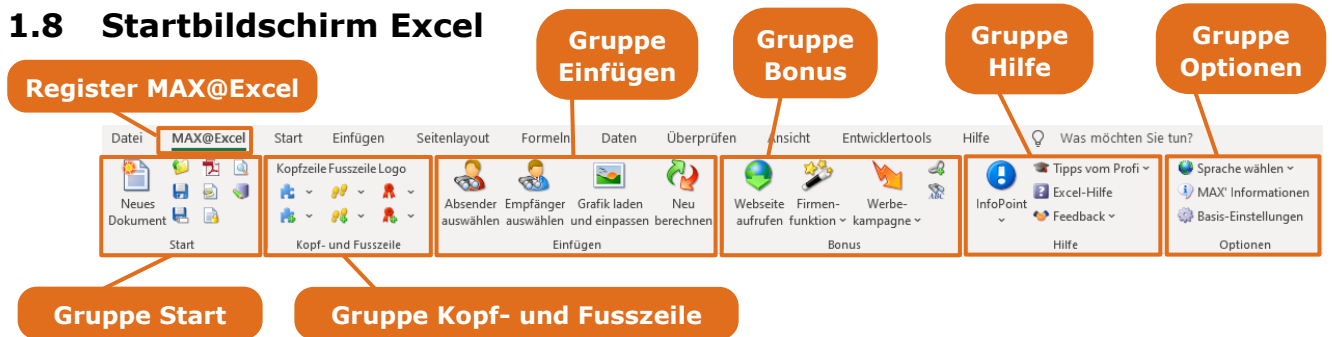 1.8 Startbildschirm Excel
Gruppe
Einfügen
Gruppe
Bonus
Gruppe
Hilfe
Gruppe
Optionen
Register MAX@Excel
Datei MAX@Excel Start Einfügen Seitenlayout Formeln Daten Überprüfen Ansicht Entwicklertools Hilfe Was möchten Sie tun?
Neues
Dokument
Start
Kopfzeile Fusszeile Logo
Kopf- und Fusszeile
Absender
auswählen
Empfänger
auswählen
Grafik laden
und einpassen
Neu
berechnen
Einfügen
Webseite
aufrufen
Firmen-
funktion
Werbe-
kampagne
Bonus
InfoPoint
Tipps vom Profi
Excel-Hilfe
Feedback
Hilfe
Sprache wählen
MAX' Informationen
Basis-Einstellungen
Optionen
Gruppe Start
Gruppe Kopf- und Fusszeile